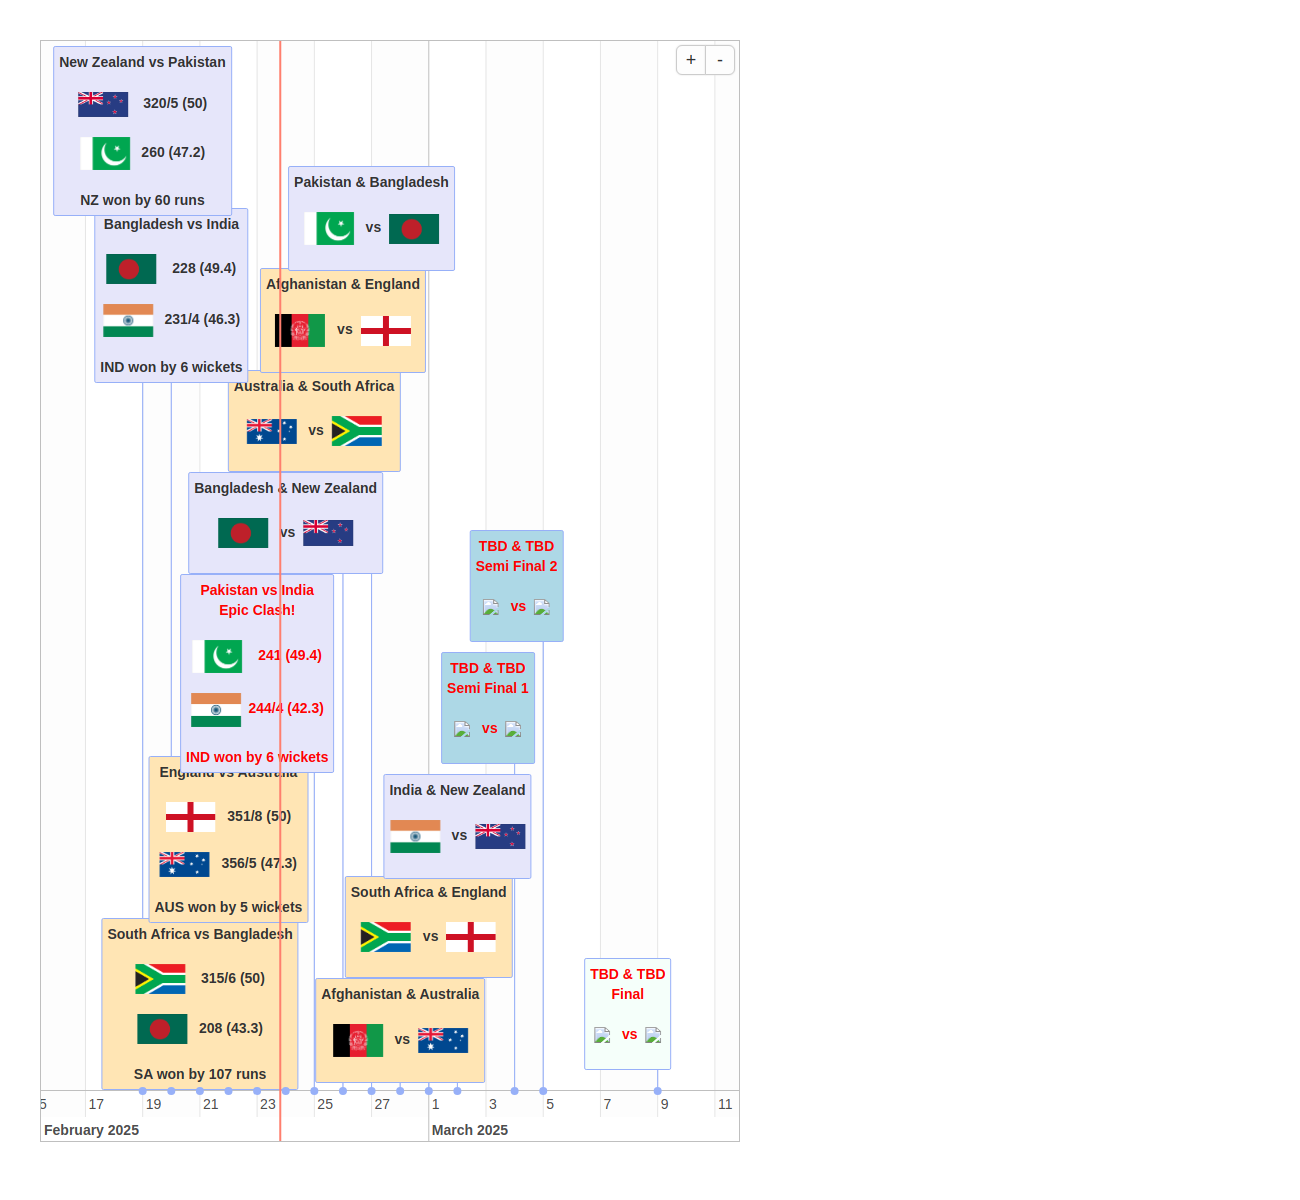 + -
New Zealand vs Pakistan
320/5 (50)
260 (47.2)
NZ won by 60 runs
Bangladesh vs India
228 (49.4)
231/4 (46.3)
IND won by 6 wickets
Pakistan & Bangladesh
vs
Afghanistan & England
vs
Australia & South Africa
vs
Bangladesh & New Zealand
vs
Pakistan vs India
Epic Clash!
241 (49.4)
244/4 (42.3)
IND won by 6 wickets
TBD & TBD
Semi Final 2
vs
TBD & TBD
Semi Final 1
vs
England vs Australia
351/8 (50)
356/5 (47.3)
AUS won by 5 wickets
India & New Zealand
vs
South Africa & England
vs
South Africa vs Bangladesh
315/6 (50)
208 (43.3)
SA won by 107 runs
Afghanistan & Australia
vs
TBD & TBD
Final
vs
5 17 19 21 23 25 27 1 3 5 7 9 11
February 2025 March 2025